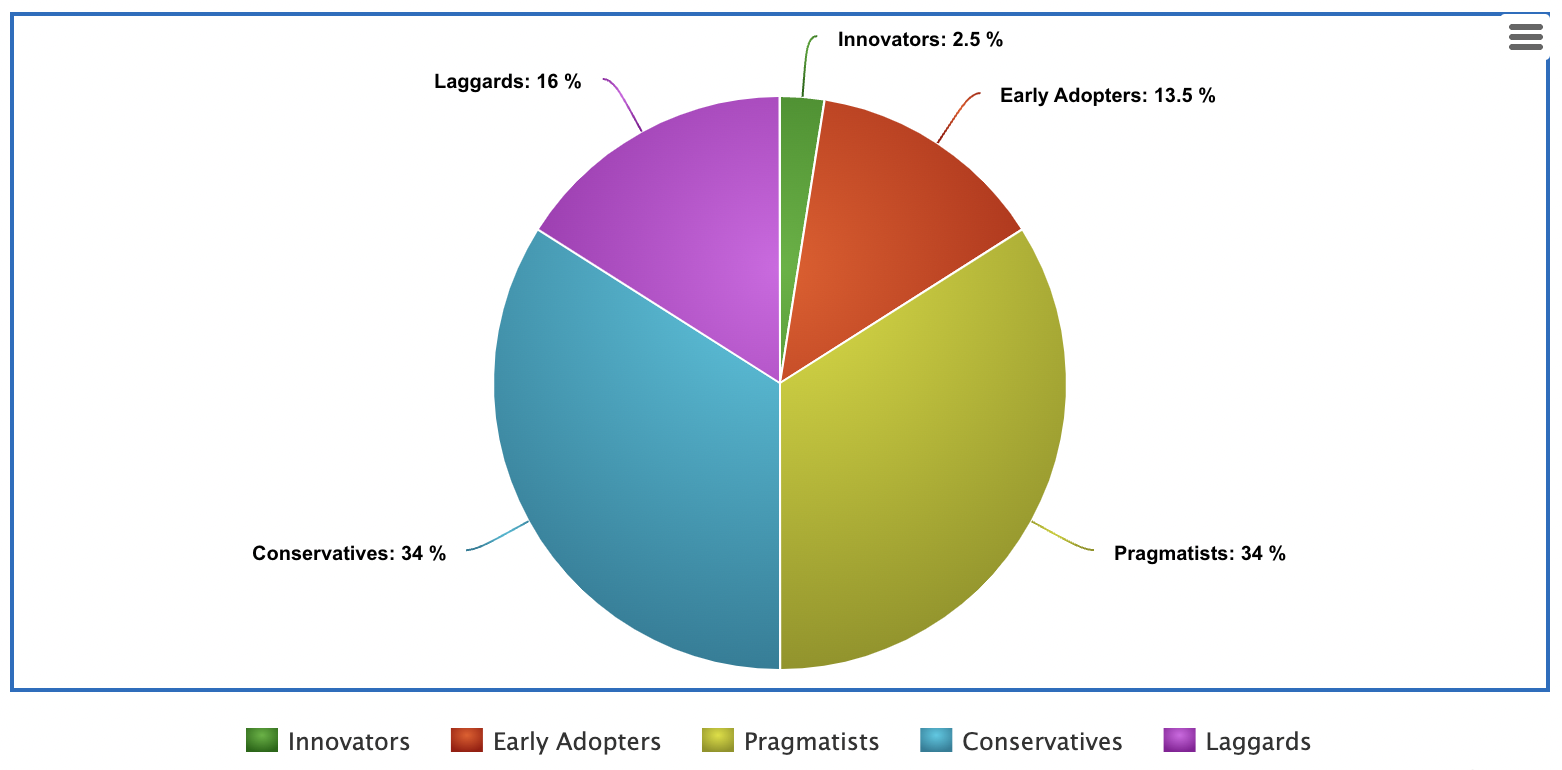 Innovators: 2.5 %
Laggards: 16 %
Early Adopters: 13.5 %
Conservatives: 34 %
Pragmatists: 34 %
Innovators
Early Adopters
Pragmatists
Conservatives
Laggards